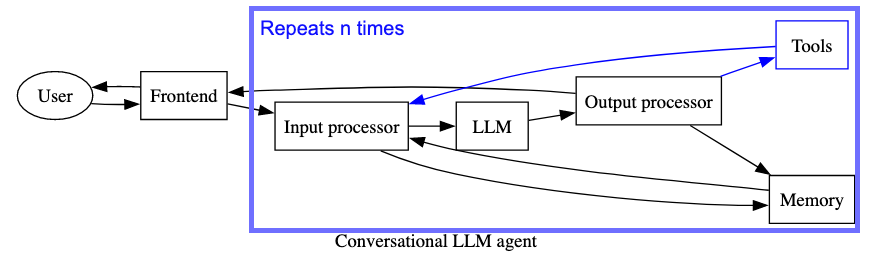 Repeats n times
Tools
User
Frontend
Output processor
Input processor
LLM
Memory
Conversational LLM agent